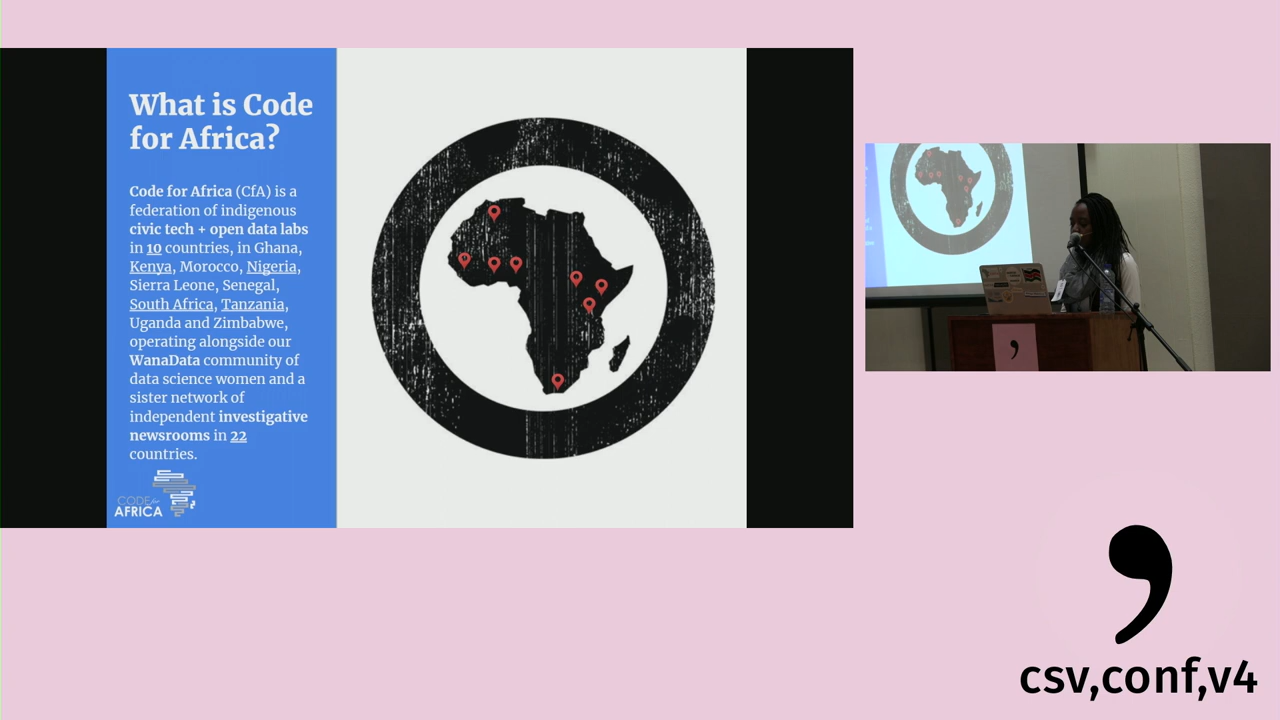 What is Code
for Africa?
Code for Africa (CfA) is a
federation of indigenous
civic tech + open data labs
in 10 countries, in Ghana,
Kenya, Morocco, Nigeria,
Sierra Leone, Senegal,
South Africa, Tanzania,
Uganda and Zimbabwe,
operating alongside our
WanaData community of
data science women and a
sister network of
independent investigative
newsrooms in 22
countries.
CODE for
AFRICA
csv,conf,v4